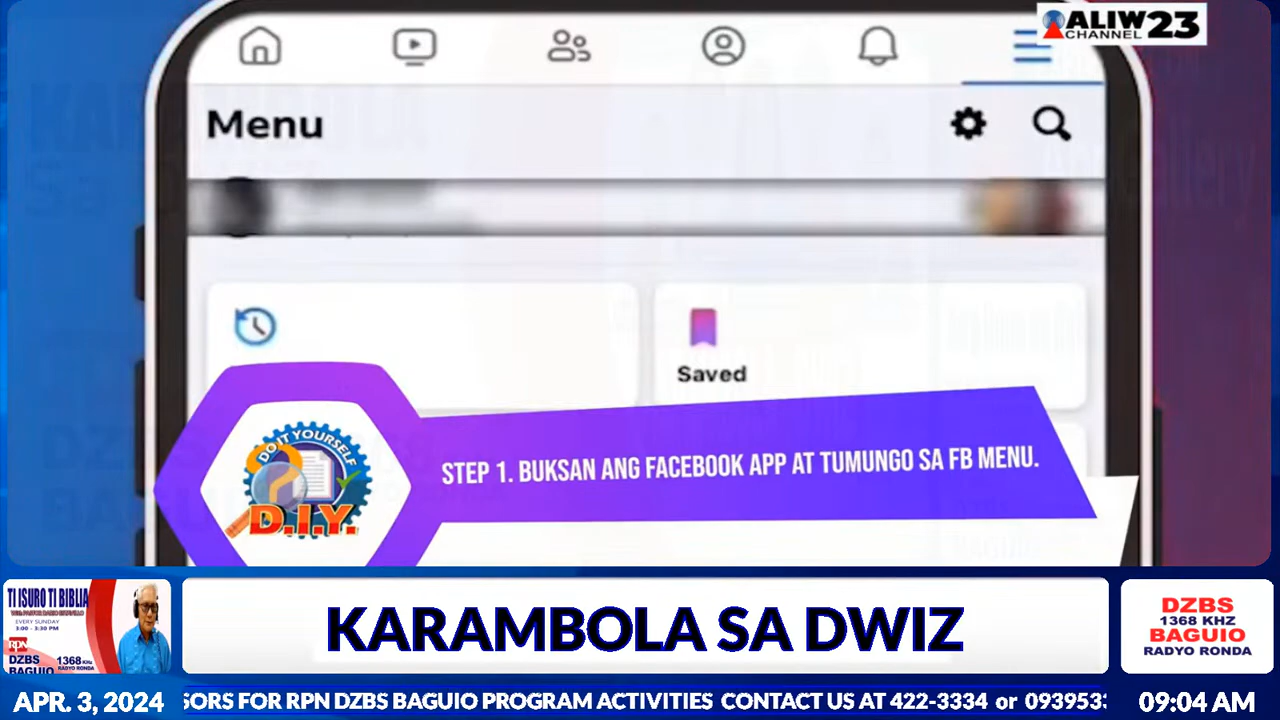 ALIW 23
CHANNEL
Menu
Saved
DO IT YOURSELF
D.I.Y.
STEP 1. BUKSAN ANG FACEBOOK APP AT TUMUNGO SA FB MENU.
TI ISURO TI BIBLIA
EVERY SUNDAY
3:00 - 3:30 PM
RPN
DZBS 1368 KHz
BAGUIO RADYO RONDA
KARAMBOLA SA DWIZ
DZBS
1368 KHZ
BAGUIO
RADYO RONDA
APR. 3, 2024
SORS FOR RPN DZBS BAGUIO PROGRAM ACTIVITIES CONTACT US AT 422-3334 or 093953
09:04 AM